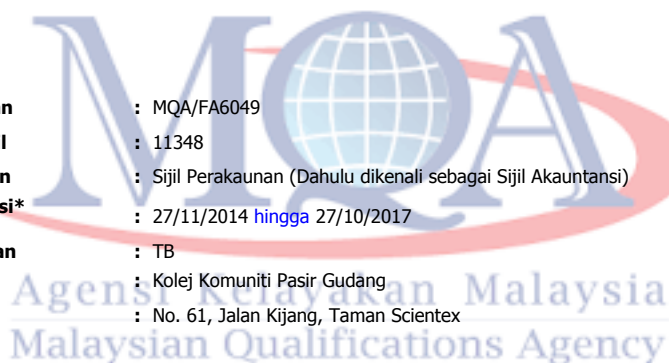 MQA
an : MQA/FA6049
l : 11348
n : Sijil Perakaunan (Dahulu dikenali sebagai Sijil Akauntansi)
si* : 27/11/2014 hingga 27/10/2017
an : TB
: Kolej Komuniti Pasir Gudang
Agensi Kelayakan Malaysia
: No. 61, Jalan Kijang, Taman Scientex
Malaysian Qualifications Agency